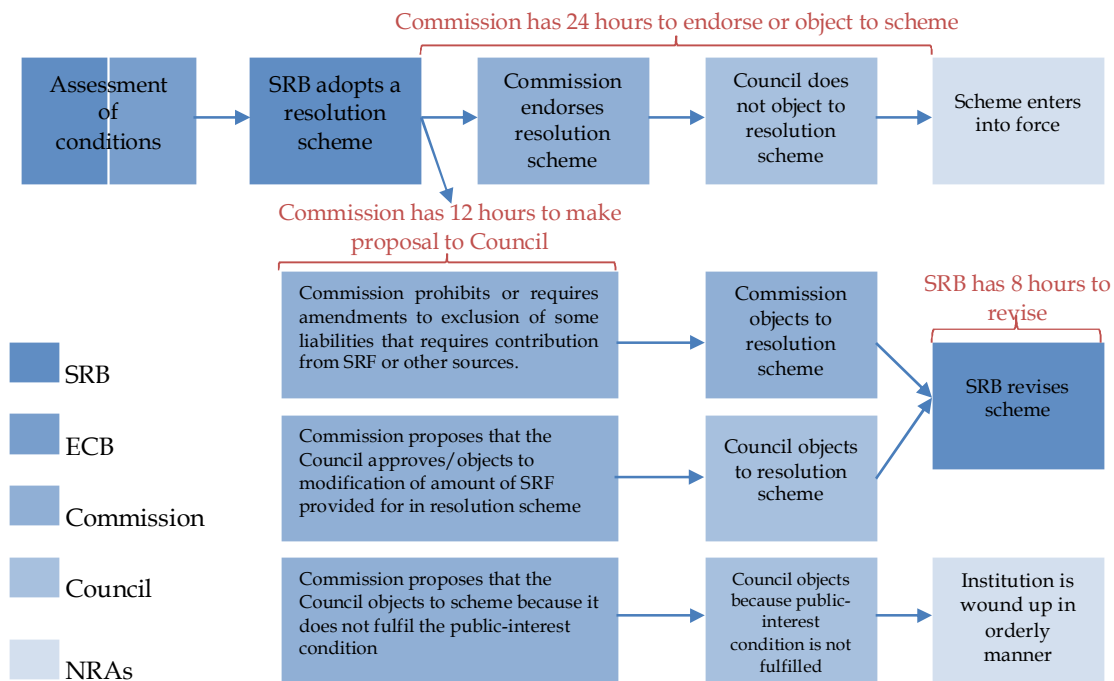 Commission has 24 hours to endorse or object to scheme
Assessment
of
conditions
SRB adopts a
resolution
scheme
Commission
endorses
resolution
scheme
Council does
not object to
resolution
scheme
Scheme enters
into force
Commission has 12 hours to make
proposal to Council
Commission prohibits or requires
amendments to exclusion of some
liabilities that requires contribution
from SRF or other sources.
Commission
objects to
resolution
scheme
SRB has 8 hours to
revise
SRB revises
scheme
Commission proposes that the
Council approves/objects to
modification of amount of SRF
provided for in resolution scheme
Council objects
to resolution
scheme
Commission proposes that the
Council objects to scheme because it
does not fulfil the public-interest
condition
Council objects
because public-
interest
condition is not
fulfilled
Institution is
wound up in
orderly
manner
SRB
ECB
Commission
Council
NRAs